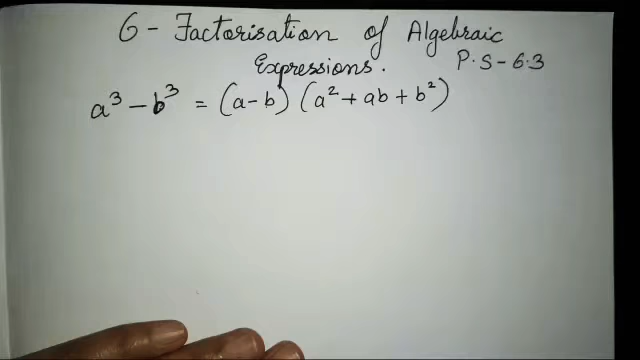 6 - Factorisation of Algebraic
Expressions.
P.S - 6.3
a³ - b³ = (a - b) (a² + ab + b²)